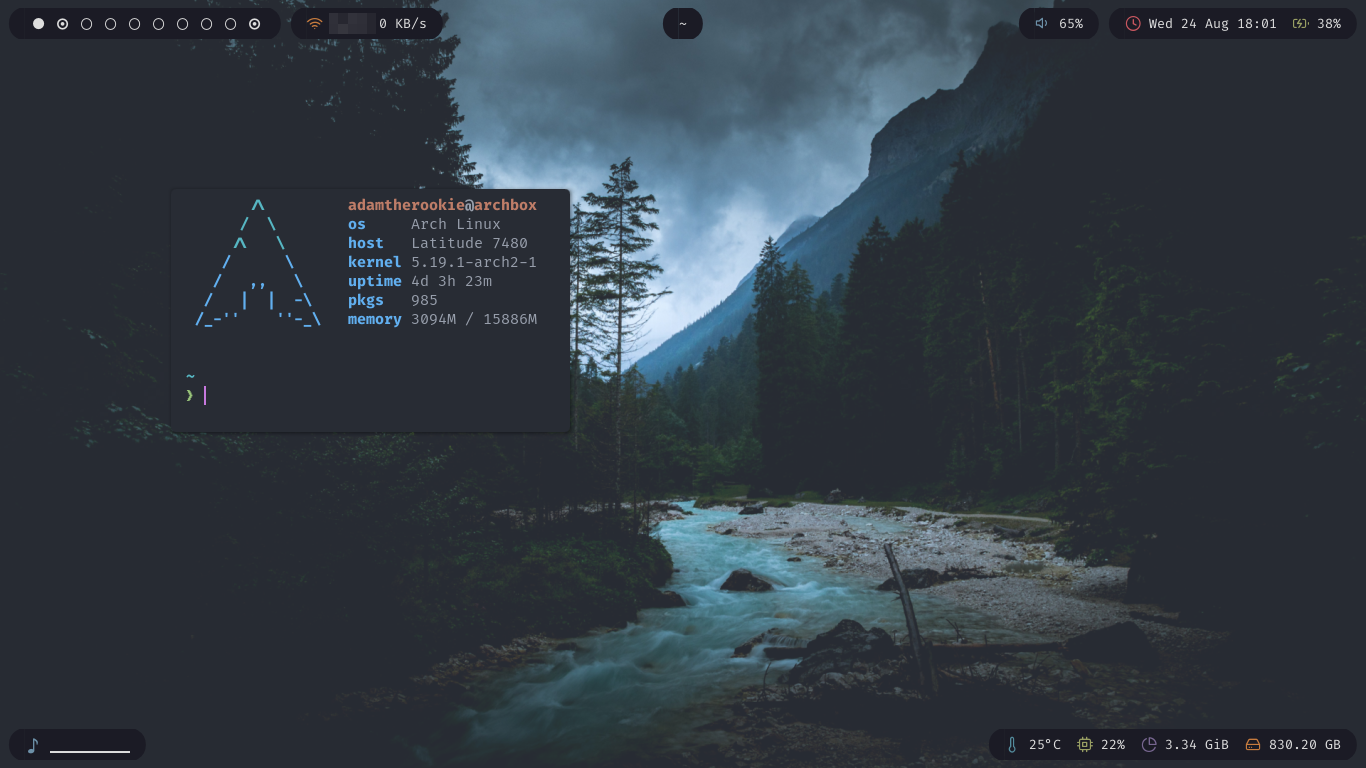 0 KB/s
~
65%
Wed 24 Aug 18:01
38%
adamtherookie@archbox
os Arch Linux
host Latitude 7480
kernel 5.19.1-arch2-1
uptime 4d 3h 23m
pkgs 985
memory 3094M / 15886M
~
❯
25°C
22%
3.34 GiB
830.20 GB